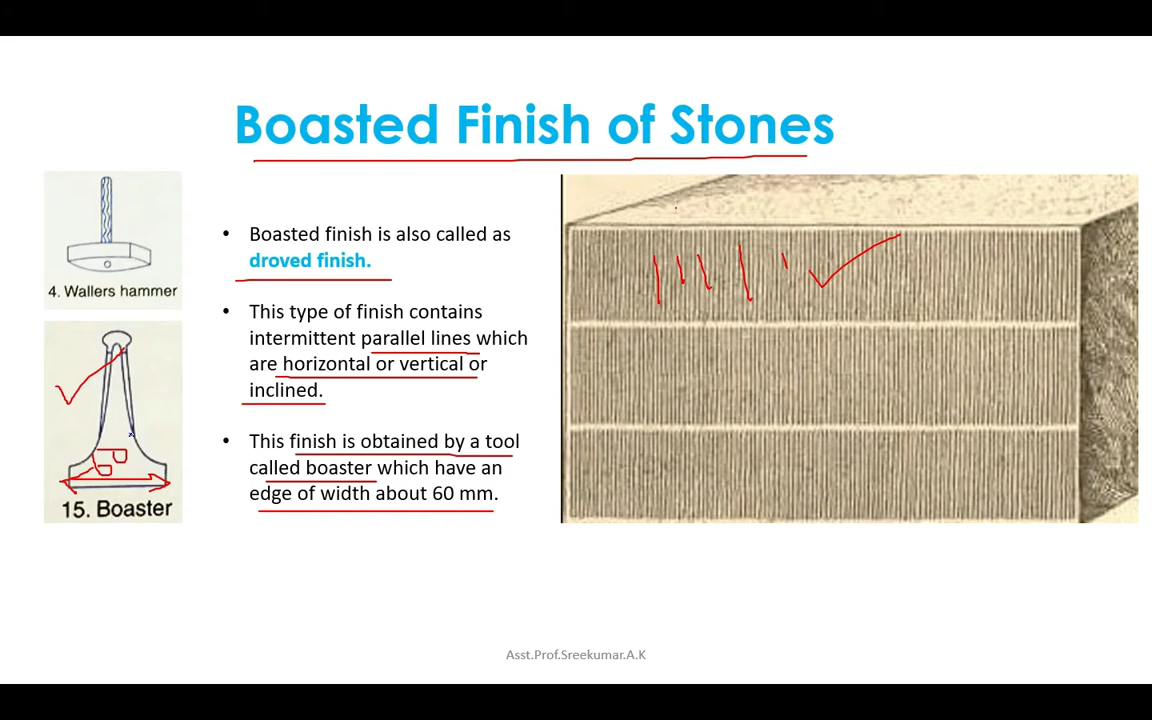 Boasted Finish of Stones
4. Wallers hammer
15. Boaster
• Boasted finish is also called as
droved finish.
• This type of finish contains
intermittent parallel lines which
are horizontal or vertical or
inclined.
• This finish is obtained by a tool
called boaster which have an
edge of width about 60 mm.
Asst.Prof.Sreekumar.A.K